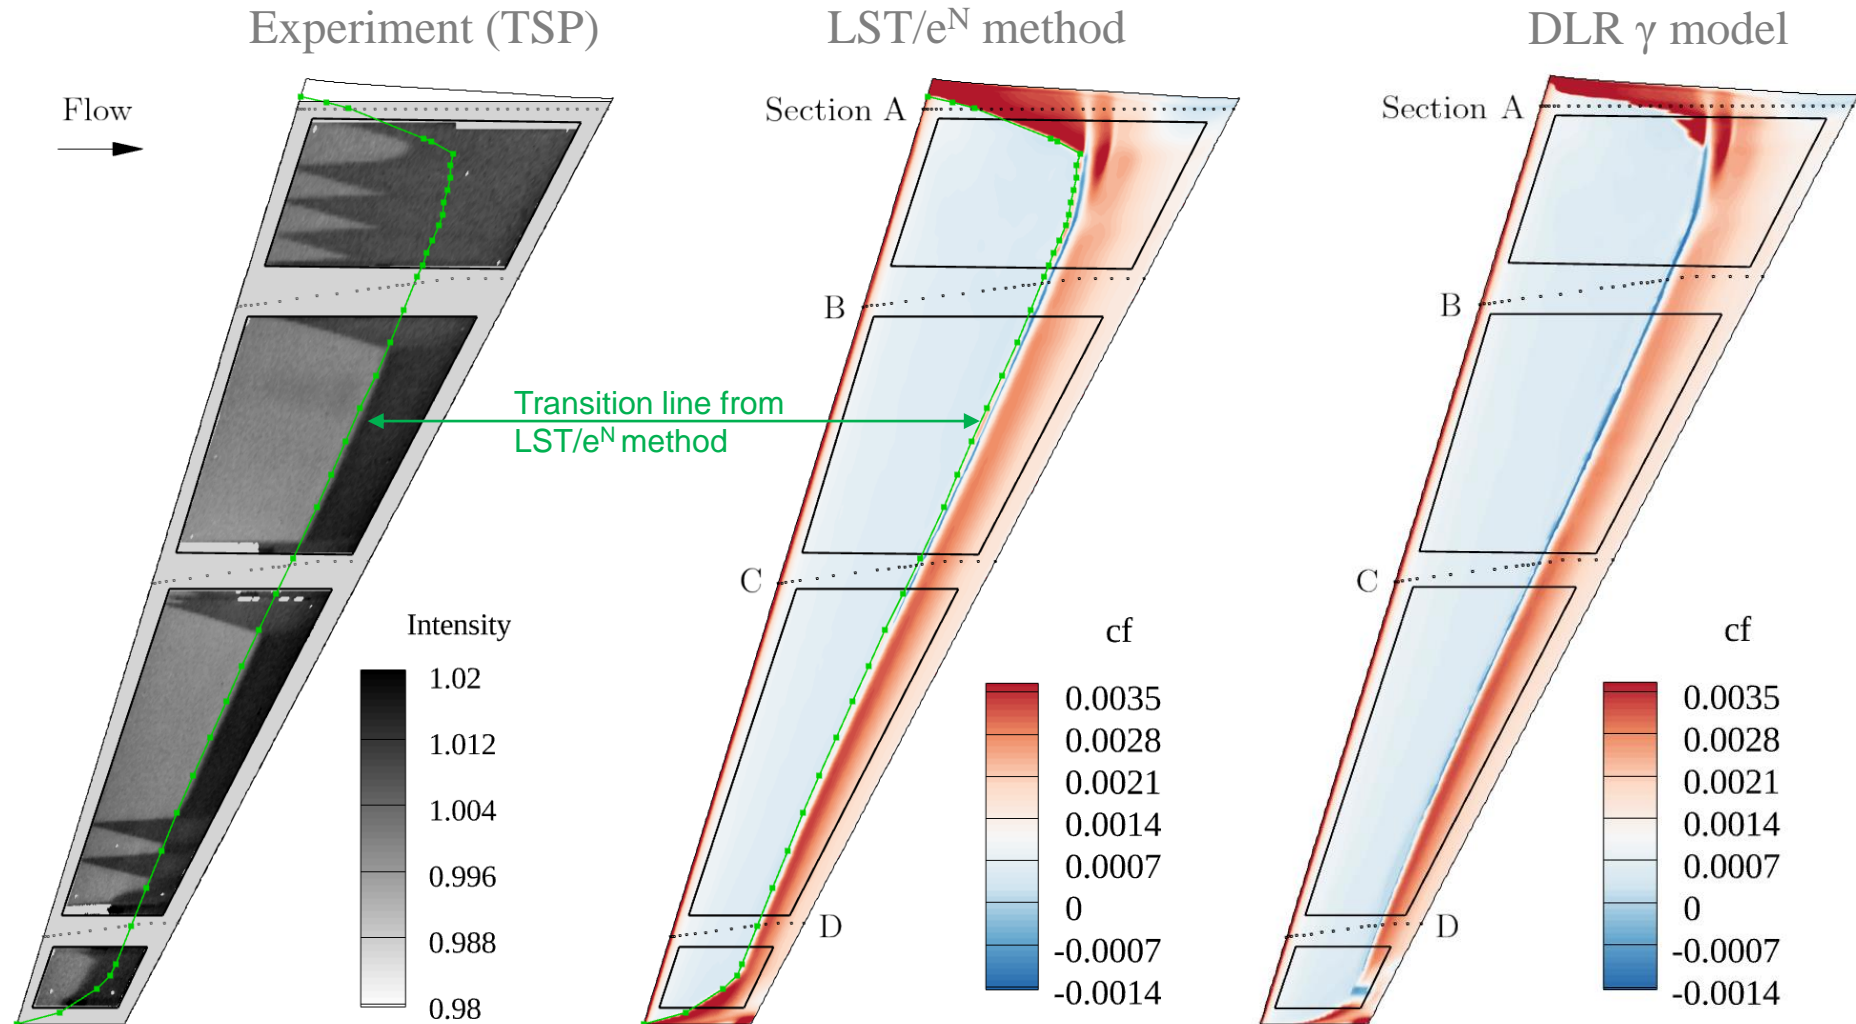 Experiment (TSP)
LST/eᴺ method
DLR γ model
Flow
Section A
Section A
B
B
Transition line from
LST/eᴺ method
C
C
Intensity
1.02
1.012
1.004
0.996
0.988
0.98
cf
0.0035
0.0028
0.0021
0.0014
0.0007
0
-0.0007
-0.0014
D
cf
0.0035
0.0028
0.0021
0.0014
0.0007
0
-0.0007
-0.0014
D